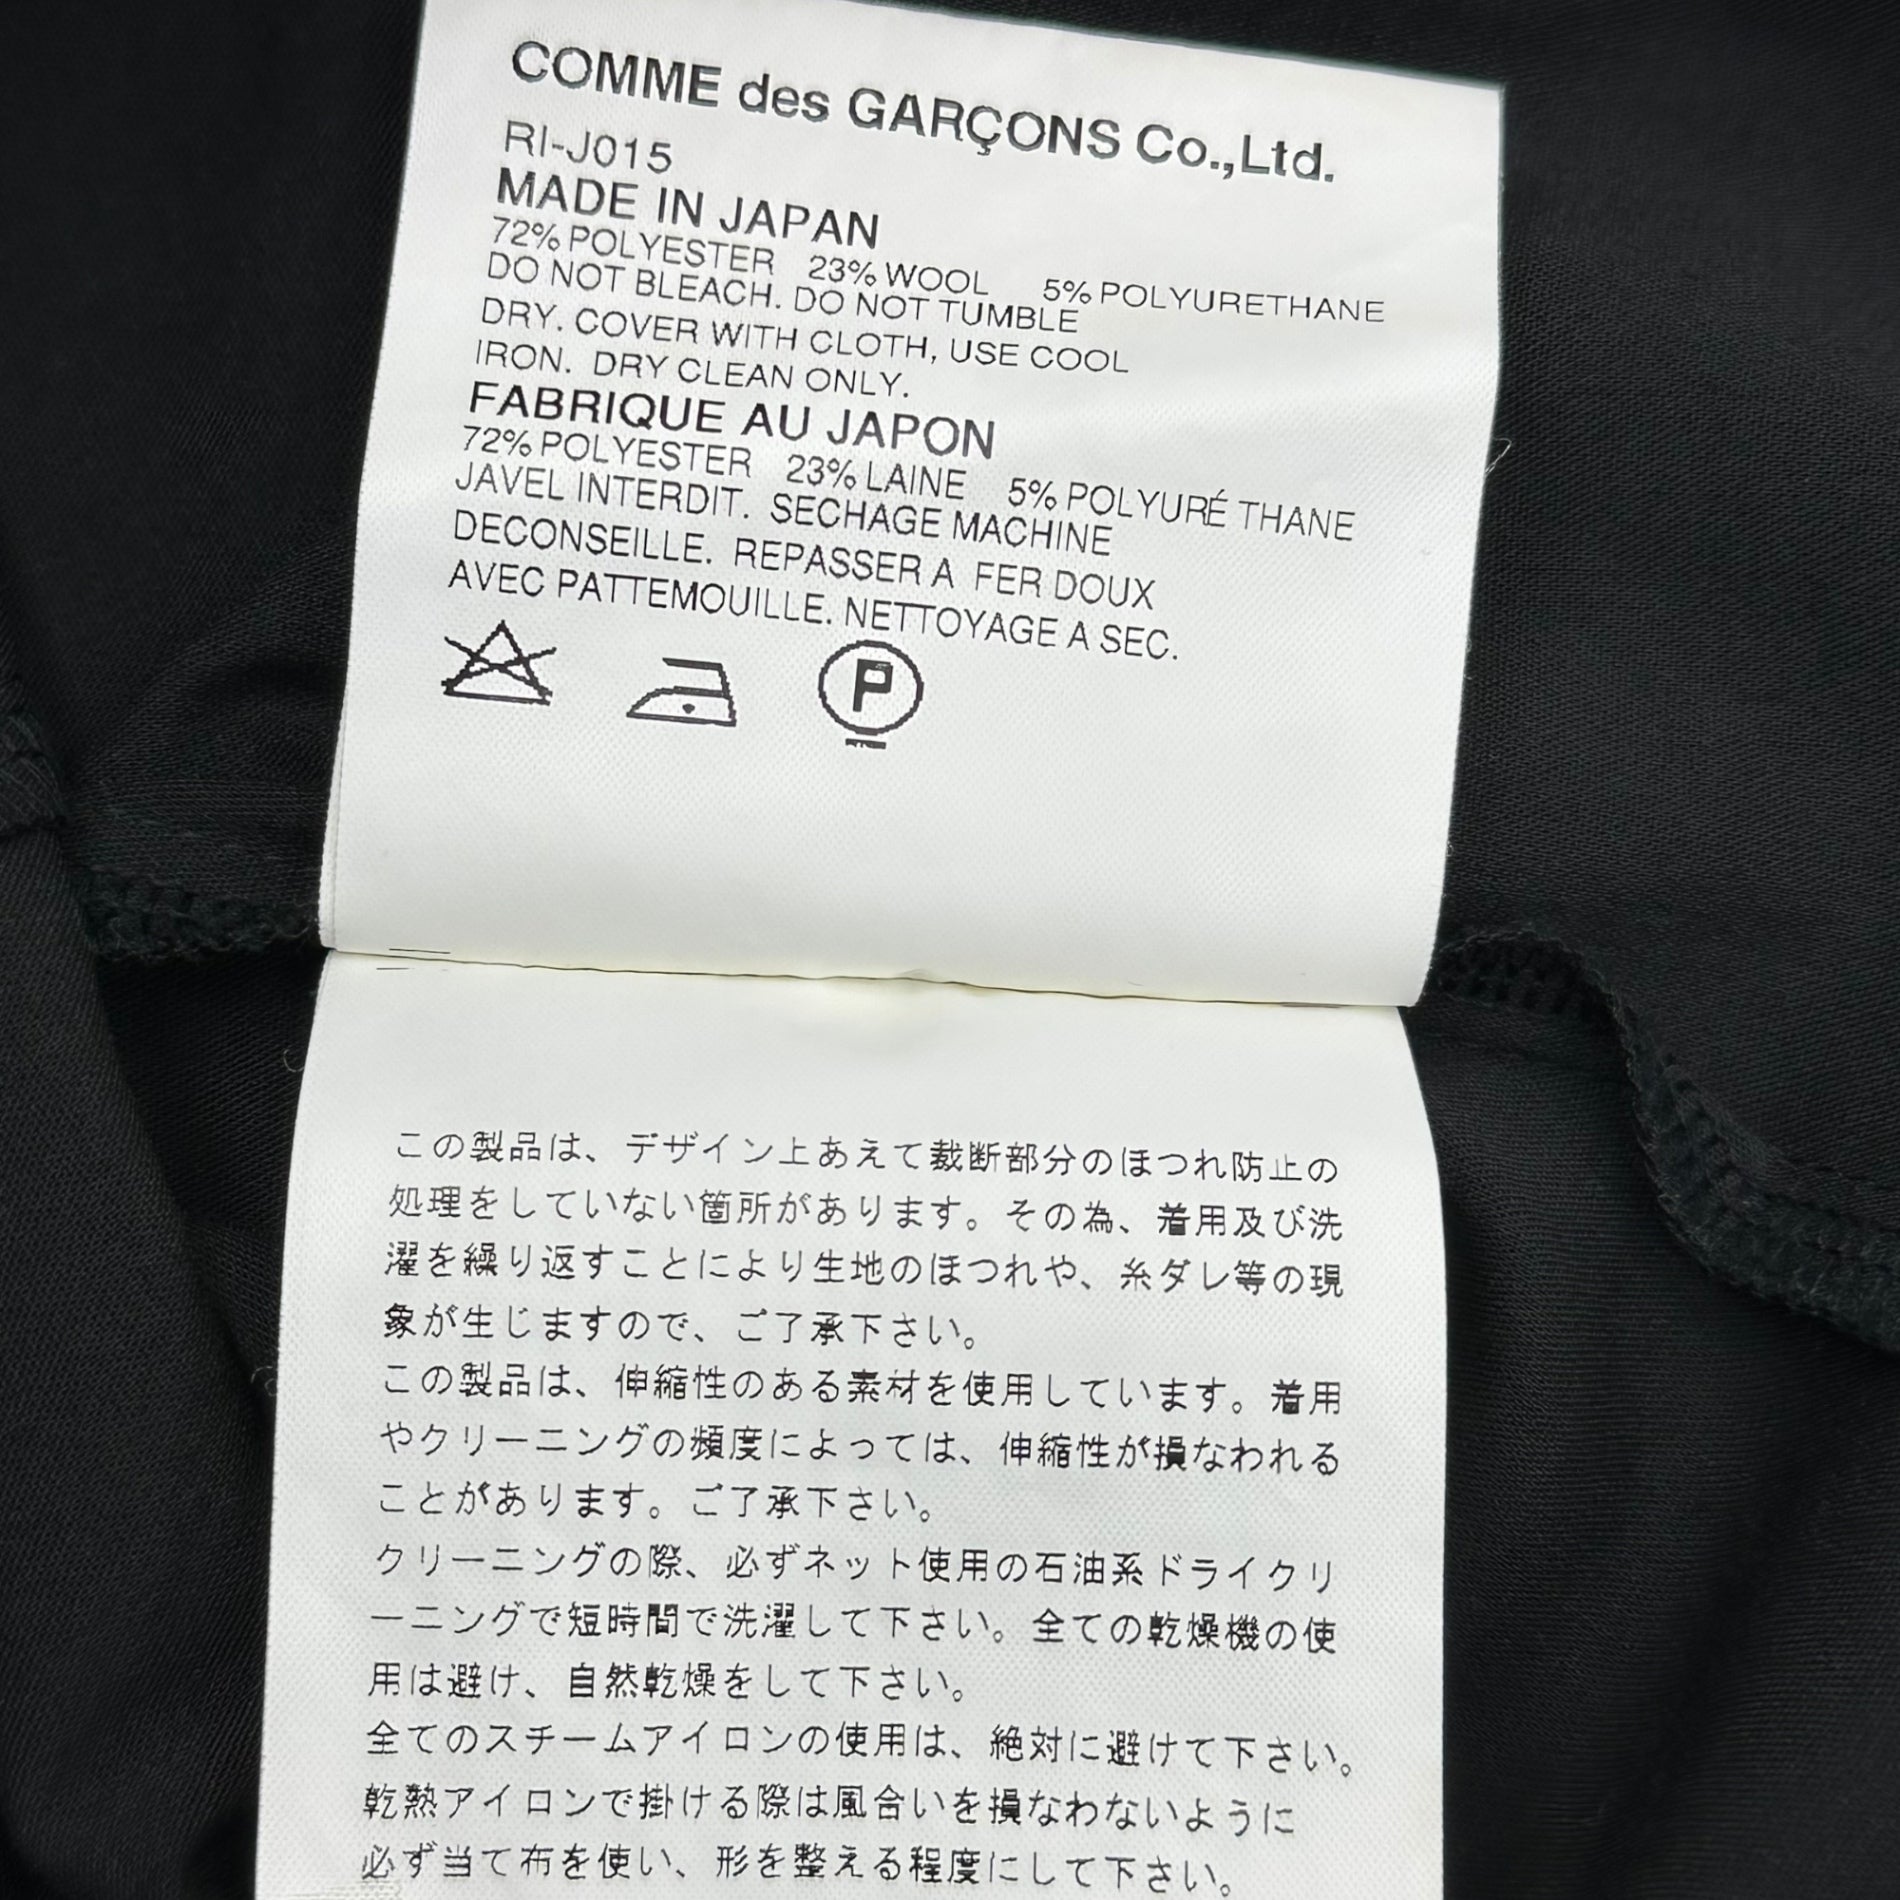 COMME des GARÇONS Co.,Ltd.
RI-J015
MADE IN JAPAN
72% POLYESTER 23% WOOL 5% POLYURETHANE
DO NOT BLEACH. DO NOT TUMBLE
DRY. COVER WITH CLOTH, USE COOL
IRON. DRY CLEAN ONLY.
FABRIQUE AU JAPON
72% POLYESTER 23% LAINE 5% POLYURÉ THANE
JAVEL INTERDIT. SECHAGE MACHINE
DECONSEILLE. REPASSER A FER DOUX
AVEC PATTEMOUILLE. NETTOYAGE A SEC.
P
この製品は、デザイン上あえて裁断部分のほつれ防止の
処理をしていない箇所があります。その為、着用及び洗
濯を繰り返すことにより生地のほつれや、糸ダレ等の現
象が生じますので、ご了承下さい。
この製品は、伸縮性のある素材を使用しています。着用
やクリーニングの頻度によっては、伸縮性が損なわれる
ことがあります。ご了承下さい。
クリーニングの際、必ずネット使用の石油系ドライクリ
ーニングで短時間で洗濯して下さい。全ての乾燥機の使
用は避け、自然乾燥をして下さい。
全てのスチームアイロンの使用は、絶対に避けて下さい。
乾熱アイロンで掛ける際は風合いを損なわないように
必ず当て布を使い、形を整える程度にして下さい。